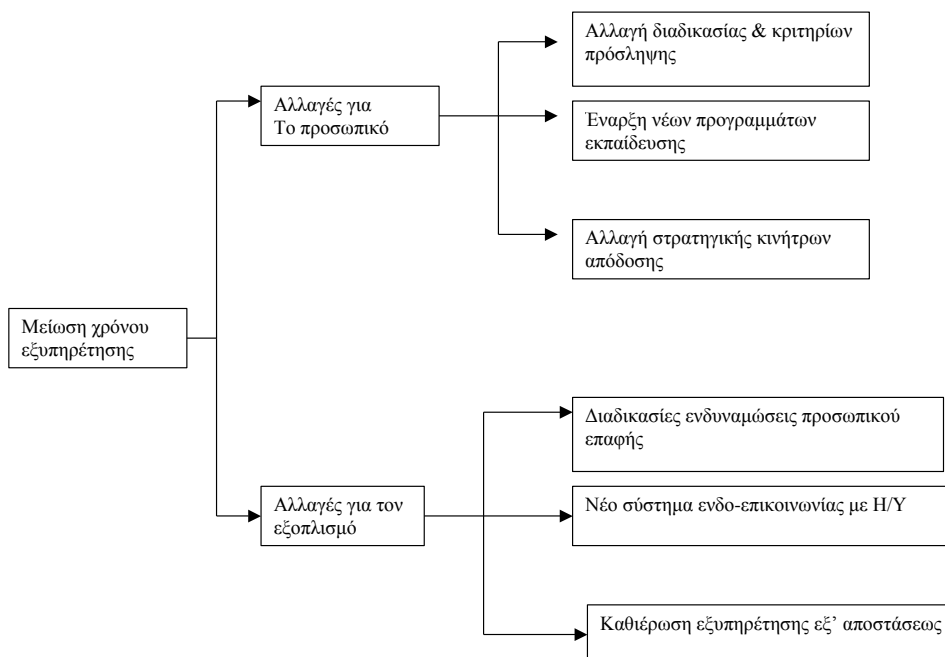 Αλλαγή διαδικασίας & κριτηρίων
πρόσληψης
Αλλαγές για
Το προσωπικό
Έναρξη νέων προγραμμάτων
εκπαίδευσης
Αλλαγή στρατηγικής κινήτρων
απόδοσης
Μείωση χρόνου
εξυπηρέτησης
Διαδικασίες ενδυναμώσεις προσωπικού
επαφής
Αλλαγές για τον
εξοπλισμό
Νέο σύστημα ενδο-επικοινωνίας με Η/Υ
Καθιέρωση εξυπηρέτησης εξ’ αποστάσεως